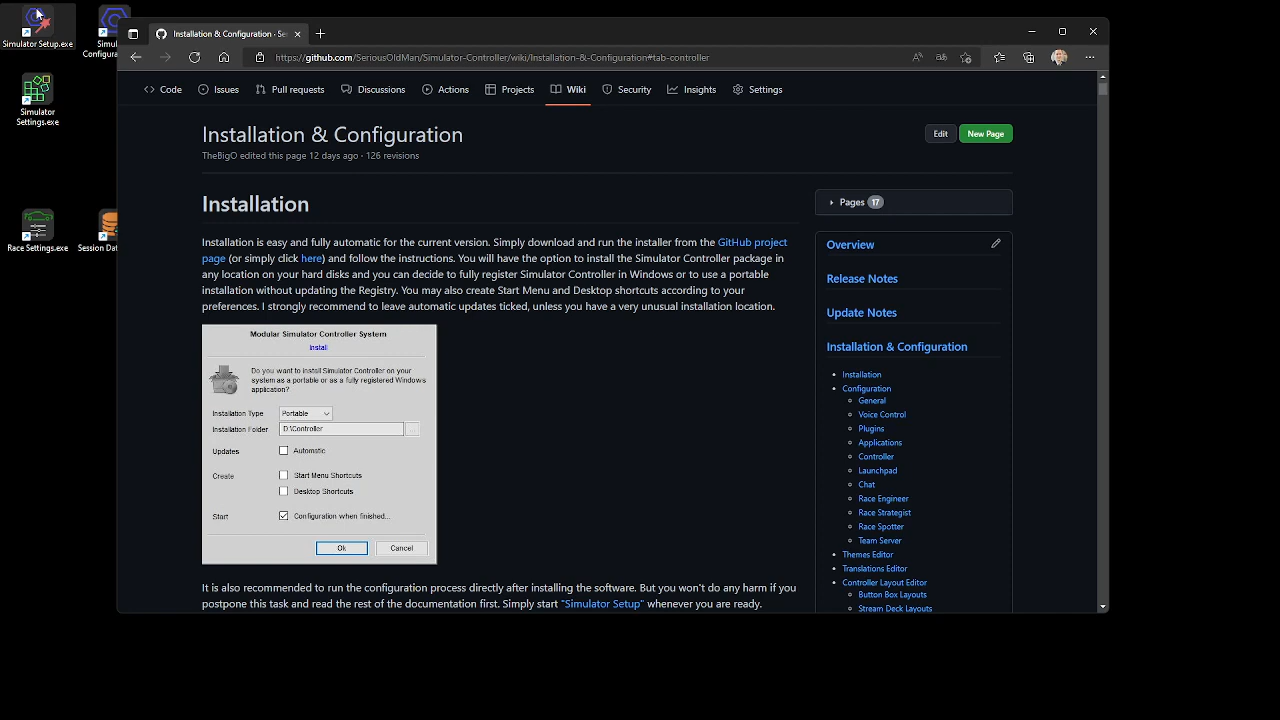 Simulator Setup.exe
Simulator
Settings.exe
Race Settings.exe
Installation & Configuration
https://github.com/SeriousOldMan/Simulator-Controller/wiki/Installation-&-Configuration#tab-controller
Code
Issues
Pull requests
Discussions
Actions
Projects
Wiki
Security
Insights
Settings
Installation & Configuration
Edit
New Page
TheBigO edited this page 12 days ago · 126 revisions
Installation
Installation is easy and fully automatic for the current version. Simply download and run the installer from the GitHub project
page (or simply click here) and follow the instructions. You will have the option to install the Simulator Controller package in
any location on your hard disks and you can decide to fully register Simulator Controller in Windows or to use a portable
installation without updating the Registry. You may also create Start Menu and Desktop shortcuts according to your
preferences. I strongly recommend to leave automatic updates ticked, unless you have a very unusual installation location.
Modular Simulator Controller System
Install
Do you want to install Simulator Controller on your
system as a portable or as a fully registered Windows
application?
Installation Type
Portable
Installation Folder
D:\Controller
...
Updates
Automatic
Create
Start Menu Shortcuts
Desktop Shortcuts
Start
Configuration when finished...
Ok
Cancel
It is also recommended to run the configuration process directly after installing the software. But you won't do any harm if you
postpone this task and read the rest of the documentation first. Simply start "Simulator Setup" whenever you are ready.
Pages 17
Overview
Release Notes
Update Notes
Installation & Configuration
Installation
Configuration
General
Voice Control
Plugins
Applications
Controller
Launchpad
Chat
Race Engineer
Race Strategist
Race Spotter
Team Server
Themes Editor
Translations Editor
Controller Layout Editor
Button Box Layouts
Stream Deck Layouts